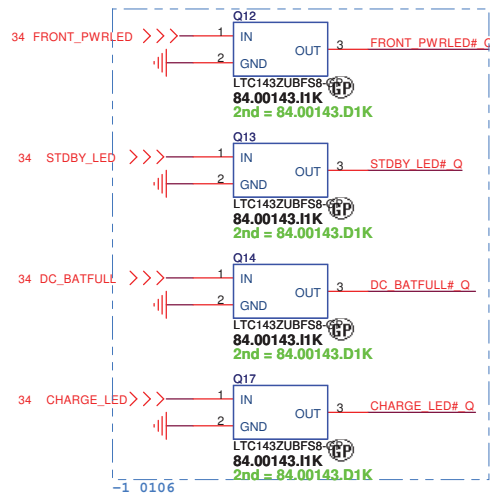 Q12
34 FRONT_PWRLED 1 IN OUT 3 FRONT_PWRLED#_Q
2 GND
LTC143ZUBFS8-GP GP
84.00143.I1K
2nd = 84.00143.D1K
Q13
34 STDBY_LED 1 IN OUT 3 STDBY_LED#_Q
2 GND
LTC143ZUBFS8-GP GP
84.00143.I1K
2nd = 84.00143.D1K
Q14
34 DC_BATFULL 1 IN OUT 3 DC_BATFULL#_Q
2 GND
LTC143ZUBFS8-GP GP
84.00143.I1K
2nd = 84.00143.D1K
Q17
34 CHARGE_LED 1 IN OUT 3 CHARGE_LED#_Q
2 GND
LTC143ZUBFS8-GP GP
84.00143.I1K
2nd = 84.00143.D1K
-1 0106